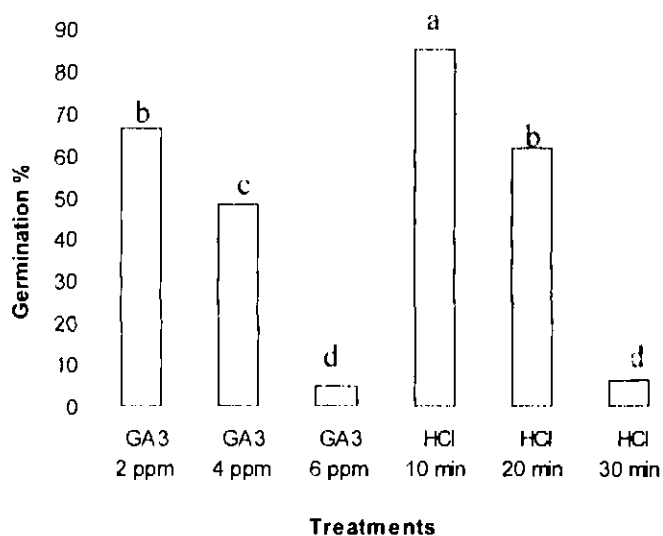 Germination %
90
80
70
60
50
40
30
20
10
0
b
c
d
a
b
d
GA3 GA3 GA3 HCl HCl HCl
2 ppm 4 ppm 6 ppm 10 min 20 min 30 min
Treatments